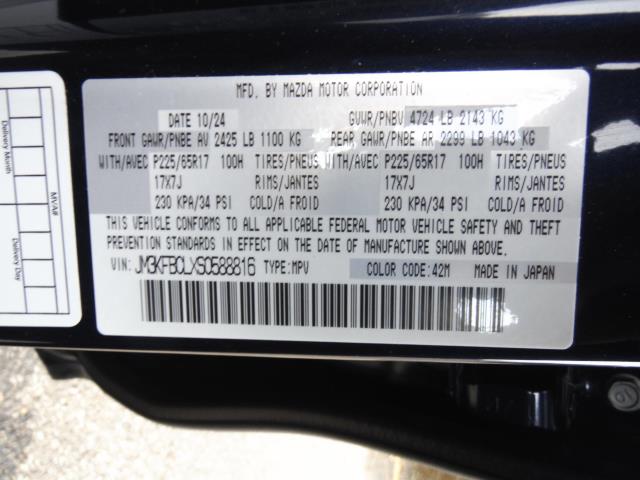 MFD. BY MAZDA MOTOR CORPORATION
DATE 10/24 GVWR/PNBV 4724 LB 2143 KG
FRONT GAWR/PNBE AV 2425 LB 1100 KG REAR GAWR/PNBE AR 2299 LB 1043 KG
WITH/AVEC P225/65R17 100H TIRES/PNEUS WITH/AVEC P225/65R17 100H TIRES/PNEUS
17X7J RIMS/JANTES 17X7J RIMS/JANTES
230 KPA/34 PSI COLD/A FROID 230 KPA/34 PSI COLD/A FROID
THIS VEHICLE CONFORMS TO ALL APPLICABLE FEDERAL MOTOR VEHICLE SAFETY AND THEFT
PREVENTION STANDARDS IN EFFECT ON THE DATE OF MANUFACTURE SHOWN ABOVE.
VIN: JM3KFBCLXS0588816 TYPE:MPV COLOR CODE:42M MADE IN JAPAN
Delivery Month
MVAR
Delivery Day